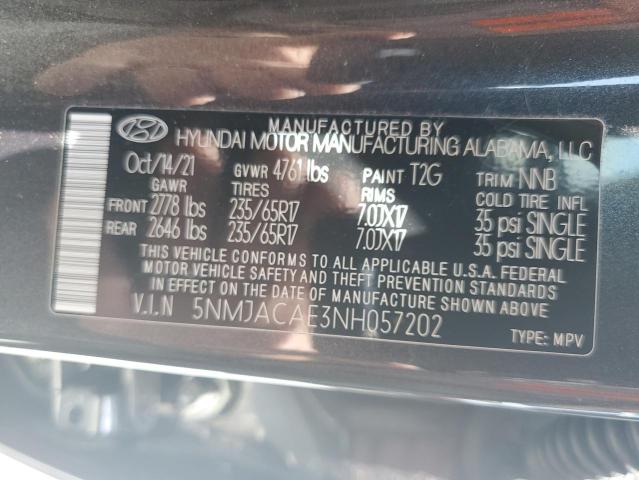 MANUFACTURED BY
HYUNDAI MOTOR MANUFACTURING ALABAMA, LLC
Oct/14/21 GVWR 4761 lbs PAINT T2G TRIM NNB
GAWR TIRES RIMS COLD TIRE INFL
FRONT 2778 lbs 235/65R17 7.0JX17 35 psi SINGLE
REAR 2646 lbs 235/65R17 7.0JX17 35 psi SINGLE
THIS VEHICLE CONFORMS TO ALL APPLICABLE U.S.A. FEDERAL
MOTOR VEHICLE SAFETY AND THEFT PREVENTION STANDARDS
IN EFFECT ON THE DATE OF MANUFACTURE SHOWN ABOVE.
V.I.N 5NMJACAE3NH057202 TYPE: MPV